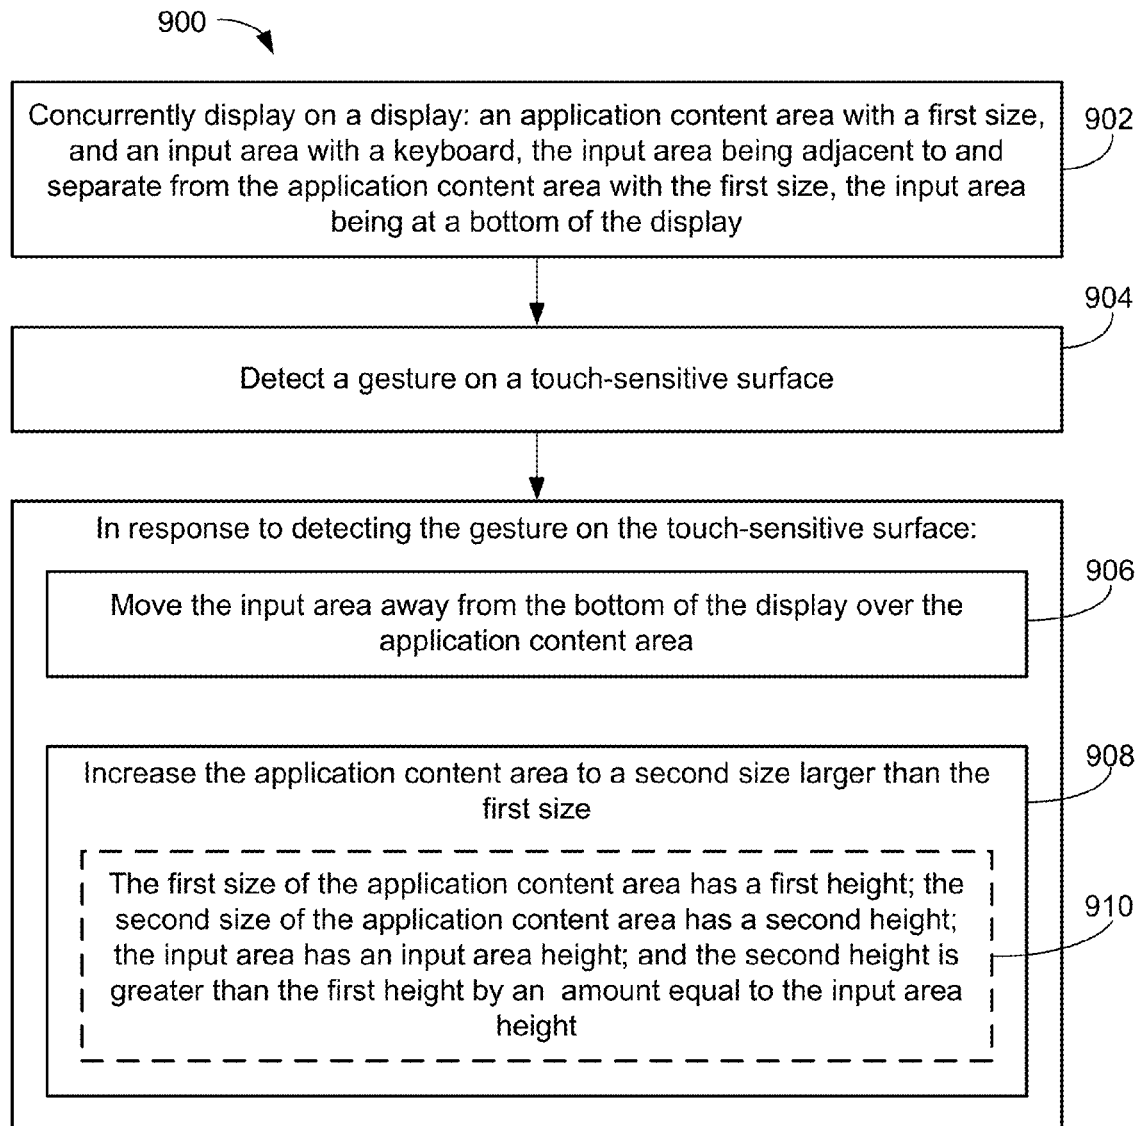 900
Concurrently display on a display: an application content area with a first size,
and an input area with a keyboard, the input area being adjacent to and
separate from the application content area with the first size, the input area
being at a bottom of the display
902
904
Detect a gesture on a touch-sensitive surface
In response to detecting the gesture on the touch-sensitive surface:
906
Move the input area away from the bottom of the display over the
application content area
908
Increase the application content area to a second size larger than the
first size
The first size of the application content area has a first height; the
second size of the application content area has a second height;
the input area has an input area height; and the second height is
greater than the first height by an amount equal to the input area
height
910